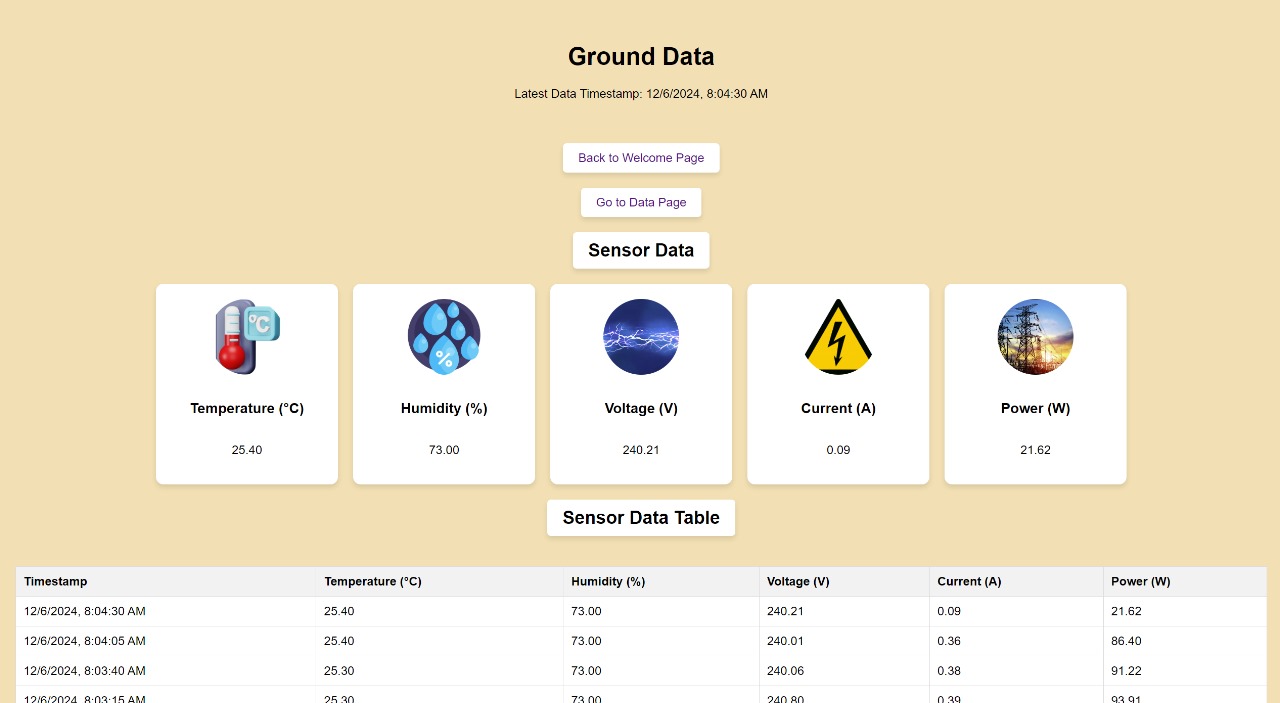 Ground Data
Latest Data Timestamp: 12/6/2024, 8:04:30 AM
Back to Welcome Page
Go to Data Page
Sensor Data
°C
%
Temperature (°C) Humidity (%) Voltage (V) Current (A) Power (W)
25.40 73.00 240.21 0.09 21.62
Sensor Data Table
Timestamp Temperature (°C) Humidity (%) Voltage (V) Current (A) Power (W)
12/6/2024, 8:04:30 AM 25.40 73.00 240.21 0.09 21.62
12/6/2024, 8:04:05 AM 25.40 73.00 240.01 0.36 86.40
12/6/2024, 8:03:40 AM 25.30 73.00 240.06 0.38 91.22
12/6/2024, 8:03:15 AM 25.30 73.00 240.80 0.39 93.91